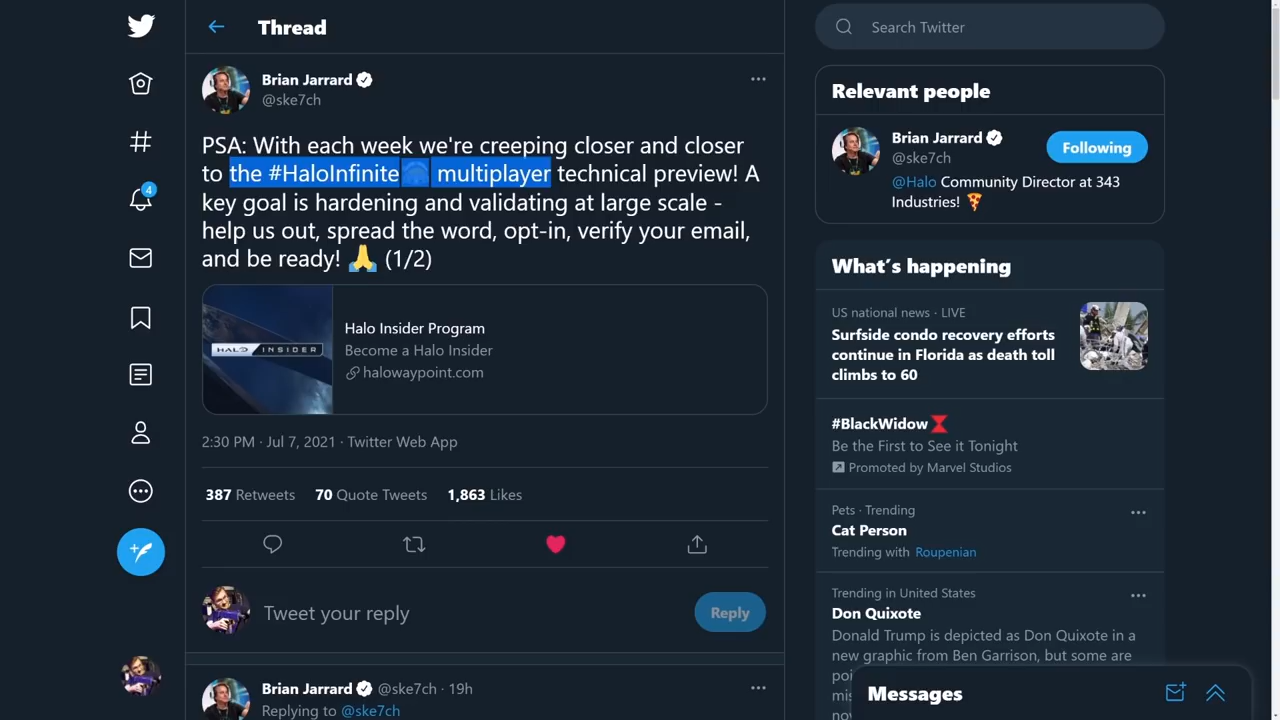 Thread
Brian Jarrard
@ske7ch
PSA: With each week we're creeping closer and closer
to the #HaloInfinite multiplayer technical preview! A
key goal is hardening and validating at large scale -
help us out, spread the word, opt-in, verify your email,
and be ready! 🙏 (1/2)
HALO INSIDER
Halo Insider Program
Become a Halo Insider
halowaypoint.com
2:30 PM · Jul 7, 2021 · Twitter Web App
387 Retweets 70 Quote Tweets 1,863 Likes
Tweet your reply
Reply
Brian Jarrard @ske7ch · 19h
Replying to @ske7ch
4
Search Twitter
Relevant people
Brian Jarrard
@ske7ch
Following
@Halo Community Director at 343
Industries! 🍕
What's happening
US national news · LIVE
Surfside condo recovery efforts
continue in Florida as death toll
climbs to 60
#BlackWidow
Be the First to See it Tonight
Promoted by Marvel Studios
Pets · Trending
Cat Person
Trending with Roupenian
Trending in United States
Don Quixote
Donald Trump is depicted as Don Quixote in a
new graphic from Ben Garrison, but some are
Messages